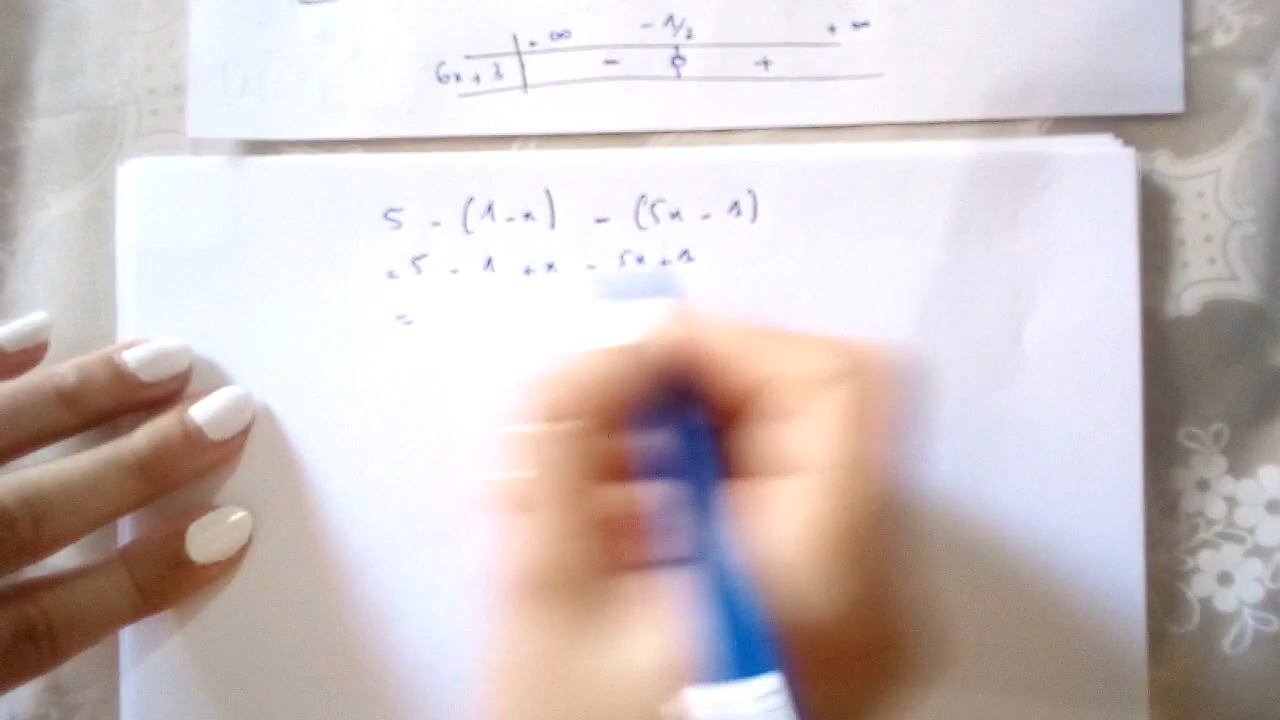 -∞ -1/2 +∞
6x+3 - 0 +
5 - (1-x) - (5x - 1)
= 5 - 1 + x - 5x + 1
=